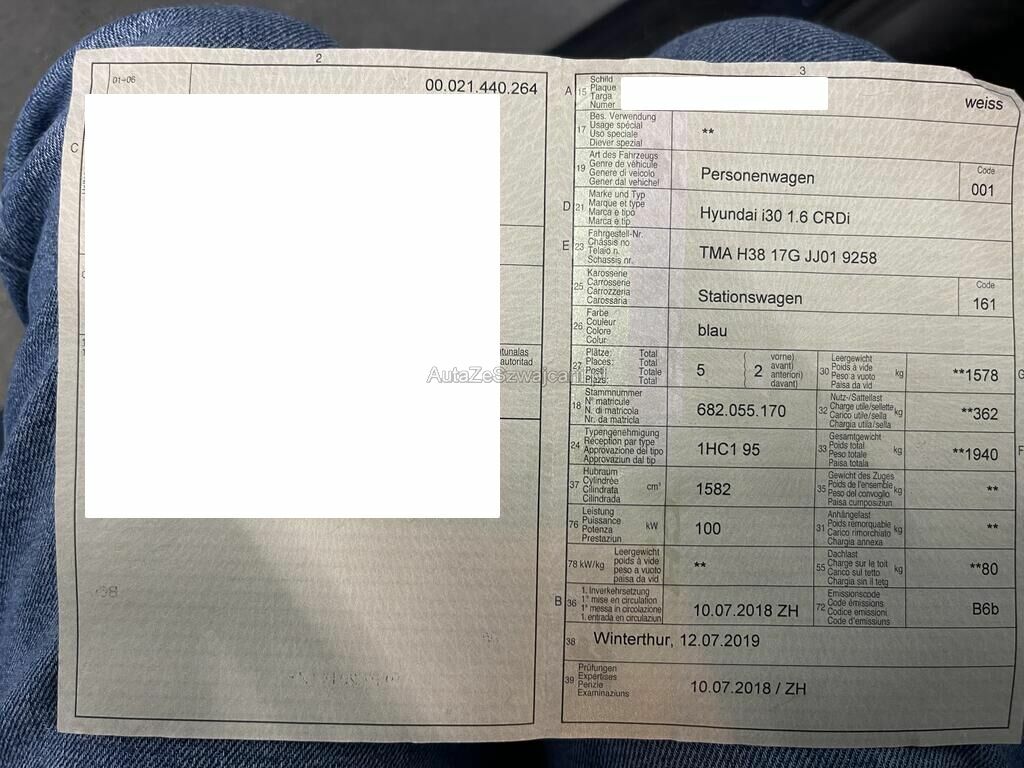 2
01-06
00.021.440.264
C
tunalas
autoritad
AutaZeSzwajcarii
3
A 15 Schild
Plaque
Targa
Numer
weiss
17 Bes. Verwendung
Usage spécial
Uso speciale
Diever spezial
**
19 Art des Fahrzeugs
Genre de véhicule
Genere di veicolo
Gener dal vehichel
Personenwagen
Code
001
D 21 Marke und Typ
Marque et type
Marca e tipo
Marca e tip
Hyundai i30 1.6 CRDi
E 23 Fahrgestell-Nr.
Châssis no
Telaio n.
Schassis nr.
TMA H38 17G JJ01 9258
25 Karosserie
Carrosserie
Carrozzeria
Carossaria
Stationswagen
Code
161
26 Farbe
Couleur
Colore
Colur
blau
27 Plätze: Total
Places: Total
Posti: Totale
Plazs: Total
5
2
vorne)
avant)
anteriori)
davant)
30 Leergewicht
Poids à vide
Peso a vuoto
Paisa da vid
kg
**1578
G
18 Stammnummer
N° matricule
N. di matricola
Nr. da matricla
682.055.170
32 Nutz-/Sattellast
Charge utile/sellette
Carico utile/sella
Chargia utila/sella
kg
**362
24 Typengenehmigung
Réception par type
Approvazione del tipo
Approvaziun dal tip
1HC1 95
33 Gesamtgewicht
Poids total
Peso totale
Paisa totala
kg
**1940
F
37 Hubraum
Cylindrée
Cilindrata
Cilindrada
cm³
1582
35 Gewicht des Zuges
Poids de l'ensemble
Peso del convoglio
Paisa cumposiziun
kg
**
76 Leistung
Puissance
Potenza
Prestaziun
kW
100
31 Anhängelast
Poids remorquable
Carico rimorchiato
Chargia annexa
kg
**
78 kW/kg
Leergewicht
poids à vide
peso a vuoto
paisa da vid
**
55 Dachlast
Charge sur le toit
Carico sul tetto
Chargia sin il tetg
kg
**80
B 36 1. Inverkehrsetzung
1re mise en circulation
1a messa in circolazione
1. entrada en circulaziun
10.07.2018 ZH
72 Emissionscode
Code émissions
Codice emissioni
Code d'emissiuns
B6b
38 Winterthur, 12.07.2019
39 Prüfungen
Expertises
Perizie
Examinaziuns
10.07.2018 / ZH